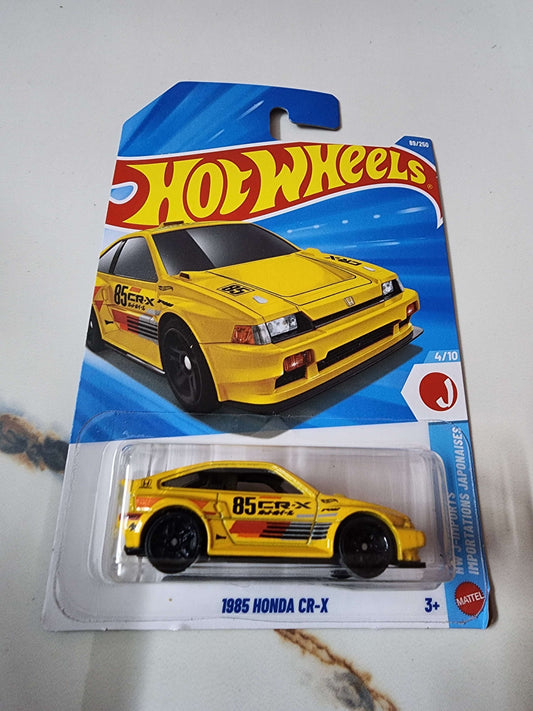 89/250
HOT WHEELS
CR-X
85
85 CR-X
4/10
J
HW J-IMPORTS
IMPORTATIONS JAPONAISES
85 CR-X
1985 HONDA CR-X
3+
MATTEL